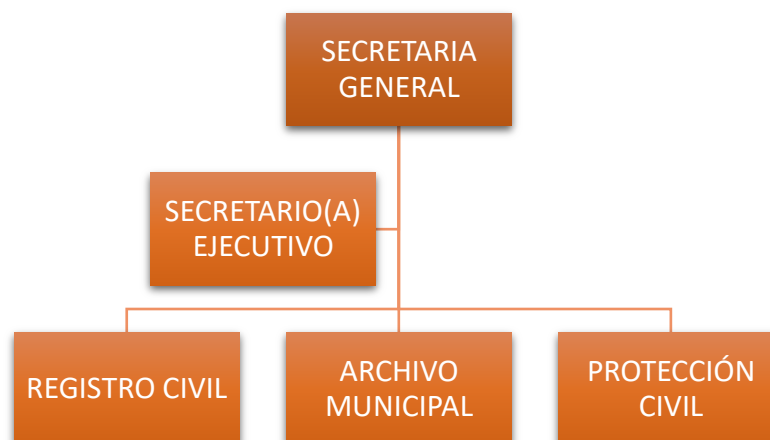 SECRETARIA
GENERAL
SECRETARIO(A)
EJECUTIVO
REGISTRO CIVIL
ARCHIVO
MUNICIPAL
PROTECCIÓN
CIVIL